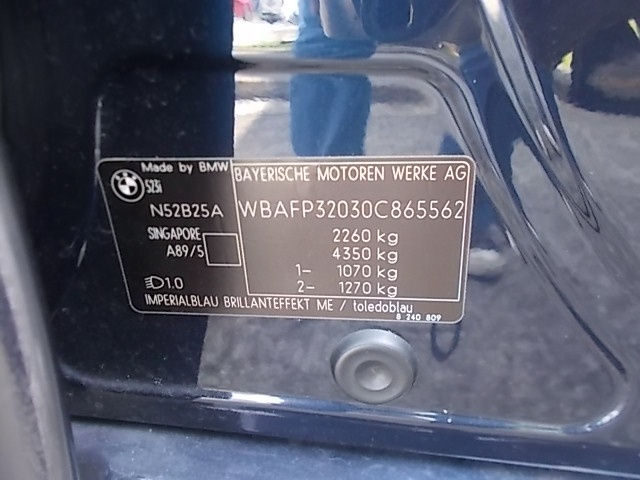 Made by BMW
523i
BAYERISCHE MOTOREN WERKE AG
N52B25A
WBAFP32030C865562
SINGAPORE
A89/5
2260 kg
4350 kg
1- 1070 kg
2- 1270 kg
1.0
IMPERIALBLAU BRILLANTEFFEKT ME / toledoblau
8 240 809